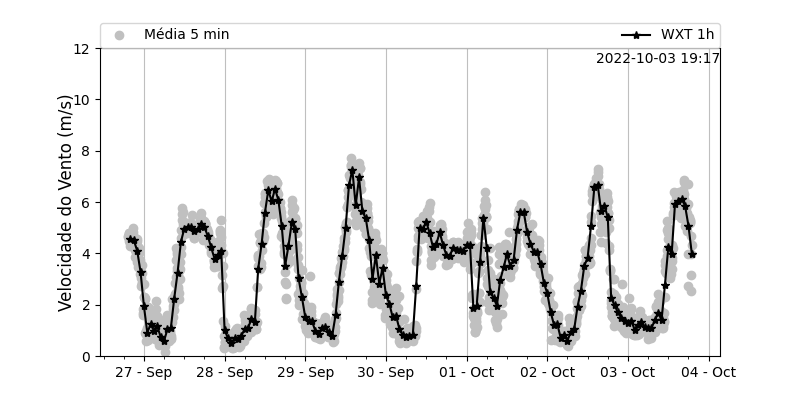 Média 5 min
WXT 1h
2022-10-03 19:17
Velocidade do Vento (m/s)
12
10
8
6
4
2
0
27 - Sep
28 - Sep
29 - Sep
30 - Sep
01 - Oct
02 - Oct
03 - Oct
04 - Oct